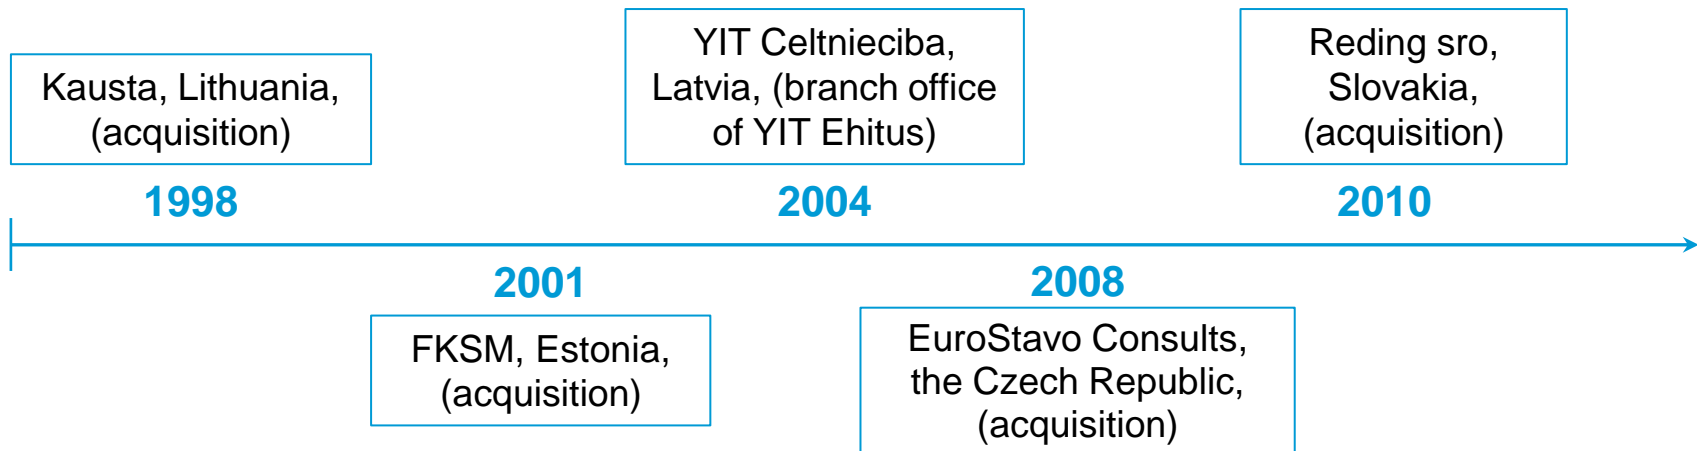 Kausta, Lithuania,
(acquisition)
1998
2001
FKSM, Estonia,
(acquisition)
YIT Celtnieciba,
Latvia, (branch office
of YIT Ehitus)
2004
2008
EuroStavo Consults,
the Czech Republic,
(acquisition)
Reding sro,
Slovakia,
(acquisition)
2010